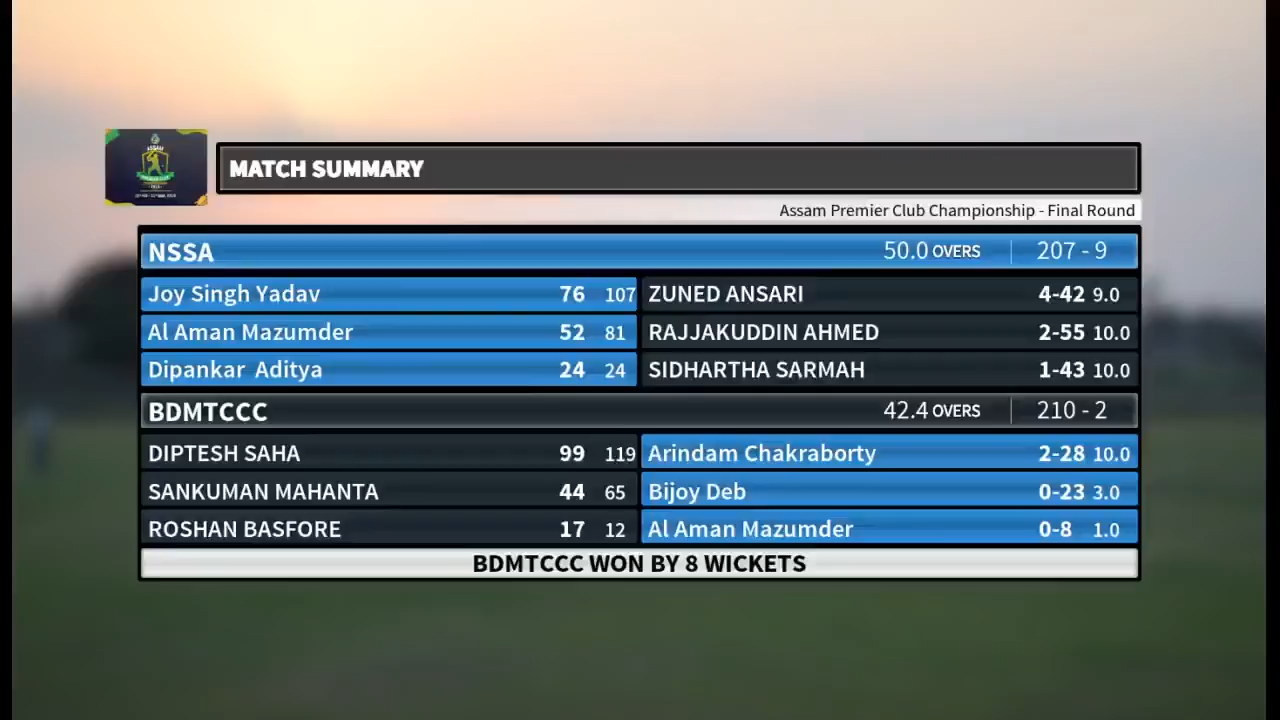 ASSAM
MATCH SUMMARY
Assam Premier Club Championship - Final Round
NSSA 50.0 OVERS 207 - 9
Joy Singh Yadav 76 107 ZUNED ANSARI 4-42 9.0
Al Aman Mazumder 52 81 RAJJAKUDDIN AHMED 2-55 10.0
Dipankar Aditya 24 24 SIDHARTHA SARMAH 1-43 10.0
BDMTCCC 42.4 OVERS 210 - 2
DIPTESH SAHA 99 119 Arindam Chakraborty 2-28 10.0
SANKUMAN MAHANTA 44 65 Bijoy Deb 0-23 3.0
ROSHAN BASFORE 17 12 Al Aman Mazumder 0-8 1.0
BDMTCCC WON BY 8 WICKETS